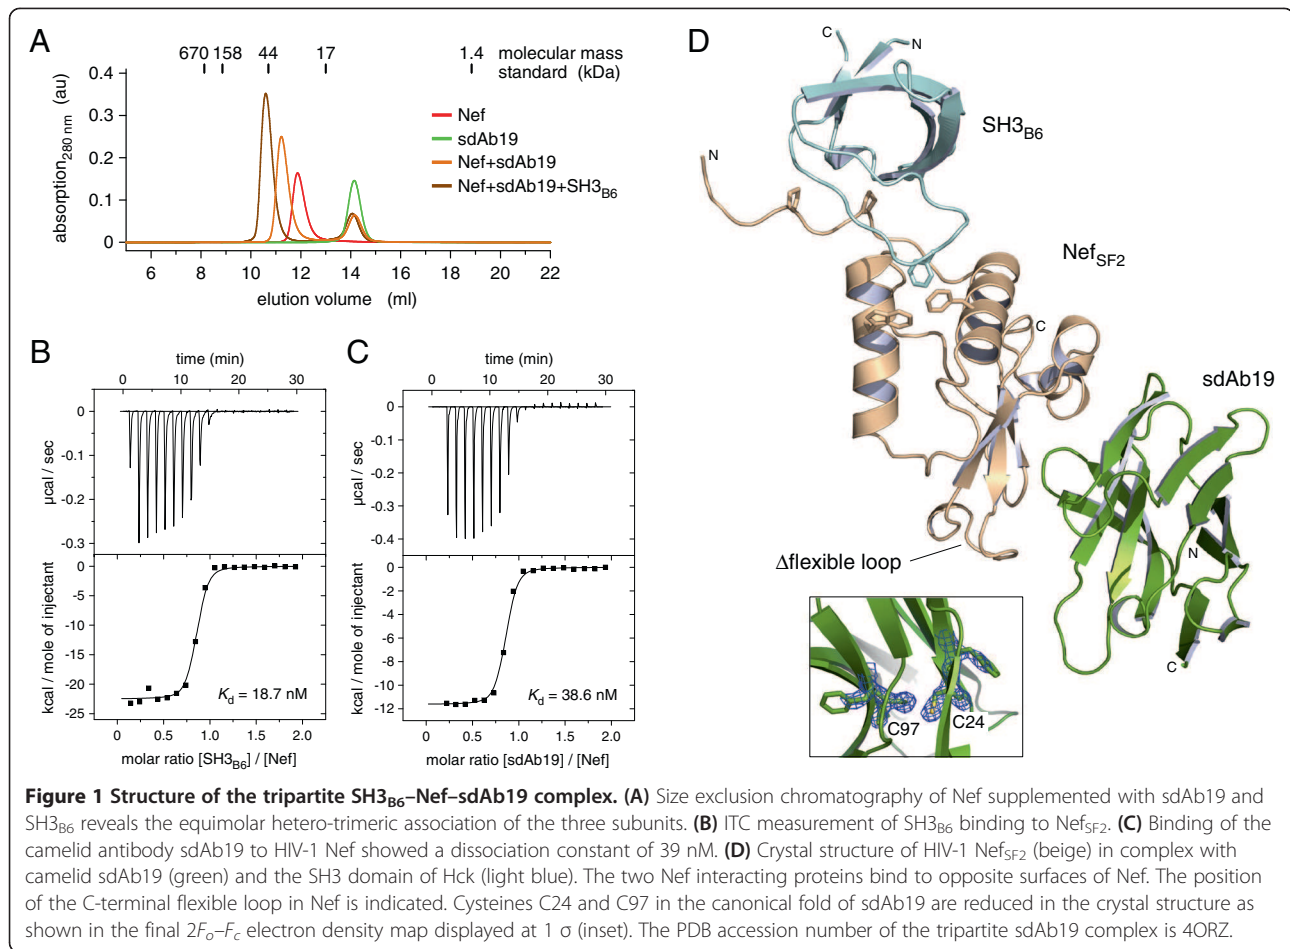 A
670 158 44 17 1.4 molecular mass
standard (kDa)
0.4
0.3
0.2
0.1
0
absorption280 nm (au)
Nef
sdAb19
Nef+sdAb19
Nef+sdAb19+SH3B6
6 8 10 12 14 16 18 20 22
elution volume (ml)
B
time (min)
0 10 20 30
0
-0.1
-0.2
-0.3
µcal / sec
0
-5
-10
-15
-20
-25
kcal / mole of injectant
Kd = 18.7 nM
0.0 0.5 1.0 1.5 2.0
molar ratio [SH3B6] / [Nef]
C
time (min)
0 10 20 30
0
-0.1
-0.2
-0.3
-0.4
µcal / sec
0
-2
-4
-6
-8
-10
-12
kcal / mole of injectant
Kd = 38.6 nM
0.0 0.5 1.0 1.5 2.0
molar ratio [sdAb19] / [Nef]
D
C
N
SH3B6
N
NefSF2
C
sdAb19
N
Δflexible loop
C
C97
C24
Figure 1 Structure of the tripartite SH3B6–Nef–sdAb19 complex. (A) Size exclusion chromatography of Nef supplemented with sdAb19 and
SH3B6 reveals the equimolar hetero-trimeric association of the three subunits. (B) ITC measurement of SH3B6 binding to NefSF2. (C) Binding of the
camelid antibody sdAb19 to HIV-1 Nef showed a dissociation constant of 39 nM. (D) Crystal structure of HIV-1 NefSF2 (beige) in complex with
camelid sdAb19 (green) and the SH3 domain of Hck (light blue). The two Nef interacting proteins bind to opposite surfaces of Nef. The position
of the C-terminal flexible loop in Nef is indicated. Cysteines C24 and C97 in the canonical fold of sdAb19 are reduced in the crystal structure as
shown in the final 2Fo–Fc electron density map displayed at 1 σ (inset). The PDB accession number of the tripartite sdAb19 complex is 4ORZ.